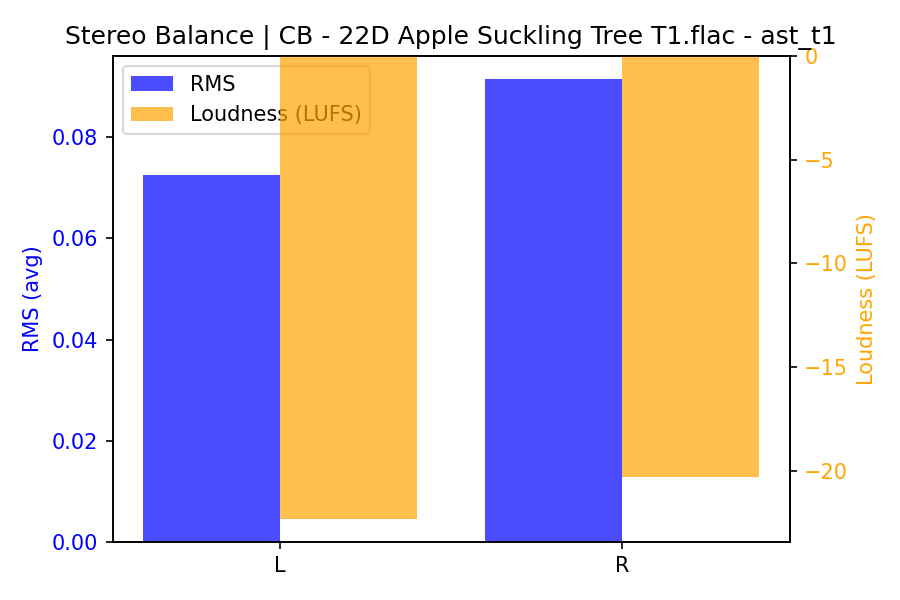 Stereo Balance | CB - 22D Apple Suckling Tree T1.flac - ast_t1
RMS
Loudness (LUFS)
RMS (avg)
0.08
0.06
0.04
0.02
0.00
L
R
0
−5
−10
−15
−20
Loudness (LUFS)